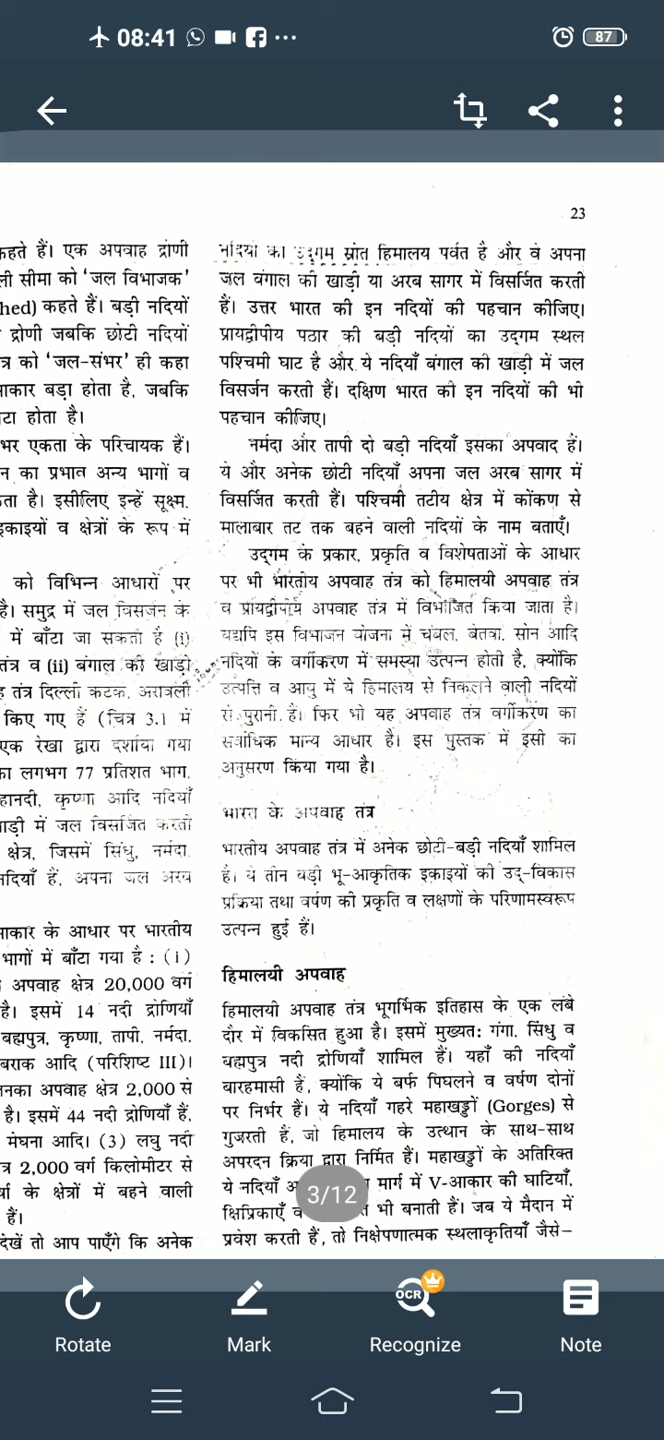 08:41
87
23
कहते हैं। एक अपवाह द्रोणी
ली सीमा को ‘जल विभाजक’
hed) कहते हैं। बड़ी नदियों
द्रोणी जबकि छोटी नदियों
त्र को ‘जल-संभर’ ही कहा
आकार बड़ा होता है, जबकि
टा होता है।
भर एकता के परिचायक हैं।
न का प्रभाव अन्य भागों व
ता है। इसीलिए इन्हें सूक्ष्म,
इकाइयों व क्षेत्रों के रूप में
को विभिन्न आधारों पर
है। समुद्र में जल विसर्जन के
में बाँटा जा सकता है (i)
तंत्र व (ii) बंगाल की खाड़ी
ह तंत्र दिल्ली कटक, अरावली
किए गए हैं (चित्र 3.1 में
एक रेखा द्वारा दर्शाया गया
का लगभग 77 प्रतिशत भाग,
हानदी, कृष्णा आदि नदियाँ
ाड़ी में जल विसर्जित करती
क्षेत्र, जिसमें सिंधु, नर्मदा,
नदियाँ हैं, अपना जल अरब
आकार के आधार पर भारतीय
भागों में बाँटा गया है : (1)
अपवाह क्षेत्र 20,000 वर्ग
है। इसमें 14 नदी द्रोणियाँ
ब्रह्मपुत्र, कृष्णा, तापी, नर्मदा,
बराक आदि (परिशिष्ट III)।
जनका अपवाह क्षेत्र 2,000 से
है। इसमें 44 नदी द्रोणियाँ हैं,
मेघना आदि। (3) लघु नदी
त्र 2,000 वर्ग किलोमीटर से
र्षा के क्षेत्रों में बहने वाली
हैं।
देखें तो आप पाएँगे कि अनेक
नदियों का उद्गम स्रोत हिमालय पर्वत है और वे अपना
जल बंगाल की खाड़ी या अरब सागर में विसर्जित करती
हैं। उत्तर भारत की इन नदियों की पहचान कीजिए।
प्रायद्वीपीय पठार की बड़ी नदियों का उद्गम स्थल
पश्चिमी घाट है और ये नदियाँ बंगाल की खाड़ी में जल
विसर्जन करती हैं। दक्षिण भारत की इन नदियों की भी
पहचान कीजिए।
नर्मदा और तापी दो बड़ी नदियाँ इसका अपवाद हैं।
ये और अनेक छोटी नदियाँ अपना जल अरब सागर में
विसर्जित करती हैं। पश्चिमी तटीय क्षेत्र में कोंकण से
मालाबार तट तक बहने वाली नदियों के नाम बताएँ।
उद्गम के प्रकार, प्रकृति व विशेषताओं के आधार
पर भी भारतीय अपवाह तंत्र को हिमालयी अपवाह तंत्र
व प्रायद्वीपीय अपवाह तंत्र में विभाजित किया जाता है।
यद्यपि इस विभाजन योजना में चंबल, बेतवा, सोन आदि
नदियों के वर्गीकरण में समस्या उत्पन्न होती है, क्योंकि
उत्पत्ति व आयु में ये हिमालय से निकलने वाली नदियों
से पुरानी हैं। फिर भी यह अपवाह तंत्र वर्गीकरण का
सर्वाधिक मान्य आधार है। इस पुस्तक में इसी का
अनुसरण किया गया है।
भारत के अपवाह तंत्र
भारतीय अपवाह तंत्र में अनेक छोटी-बड़ी नदियाँ शामिल
हैं। ये तीन बड़ी भू-आकृतिक इकाइयों की उद्-विकास
प्रक्रिया तथा वर्षण की प्रकृति व लक्षणों के परिणामस्वरूप
उत्पन्न हुई हैं।
हिमालयी अपवाह
हिमालयी अपवाह तंत्र भूगर्भिक इतिहास के एक लंबे
दौर में विकसित हुआ है। इसमें मुख्यत: गंगा, सिंधु व
ब्रह्मपुत्र नदी द्रोणियाँ शामिल हैं। यहाँ की नदियाँ
बारहमासी हैं, क्योंकि ये बर्फ पिघलने व वर्षण दोनों
पर निर्भर हैं। ये नदियाँ गहरे महाखड्डों (Gorges) से
गुजरती हैं, जो हिमालय के उत्थान के साथ-साथ
अपरदन क्रिया द्वारा निर्मित हैं। महाखड्डों के अतिरिक्त
ये नदियाँ अ मार्ग में V-आकार की घाटियाँ,
क्षिप्रिकाएँ व भी बनाती हैं। जब ये मैदान में
प्रवेश करती हैं, तो निक्षेपणात्मक स्थलाकृतियाँ जैसे–
3/12
OCR
Rotate
Mark
Recognize
Note